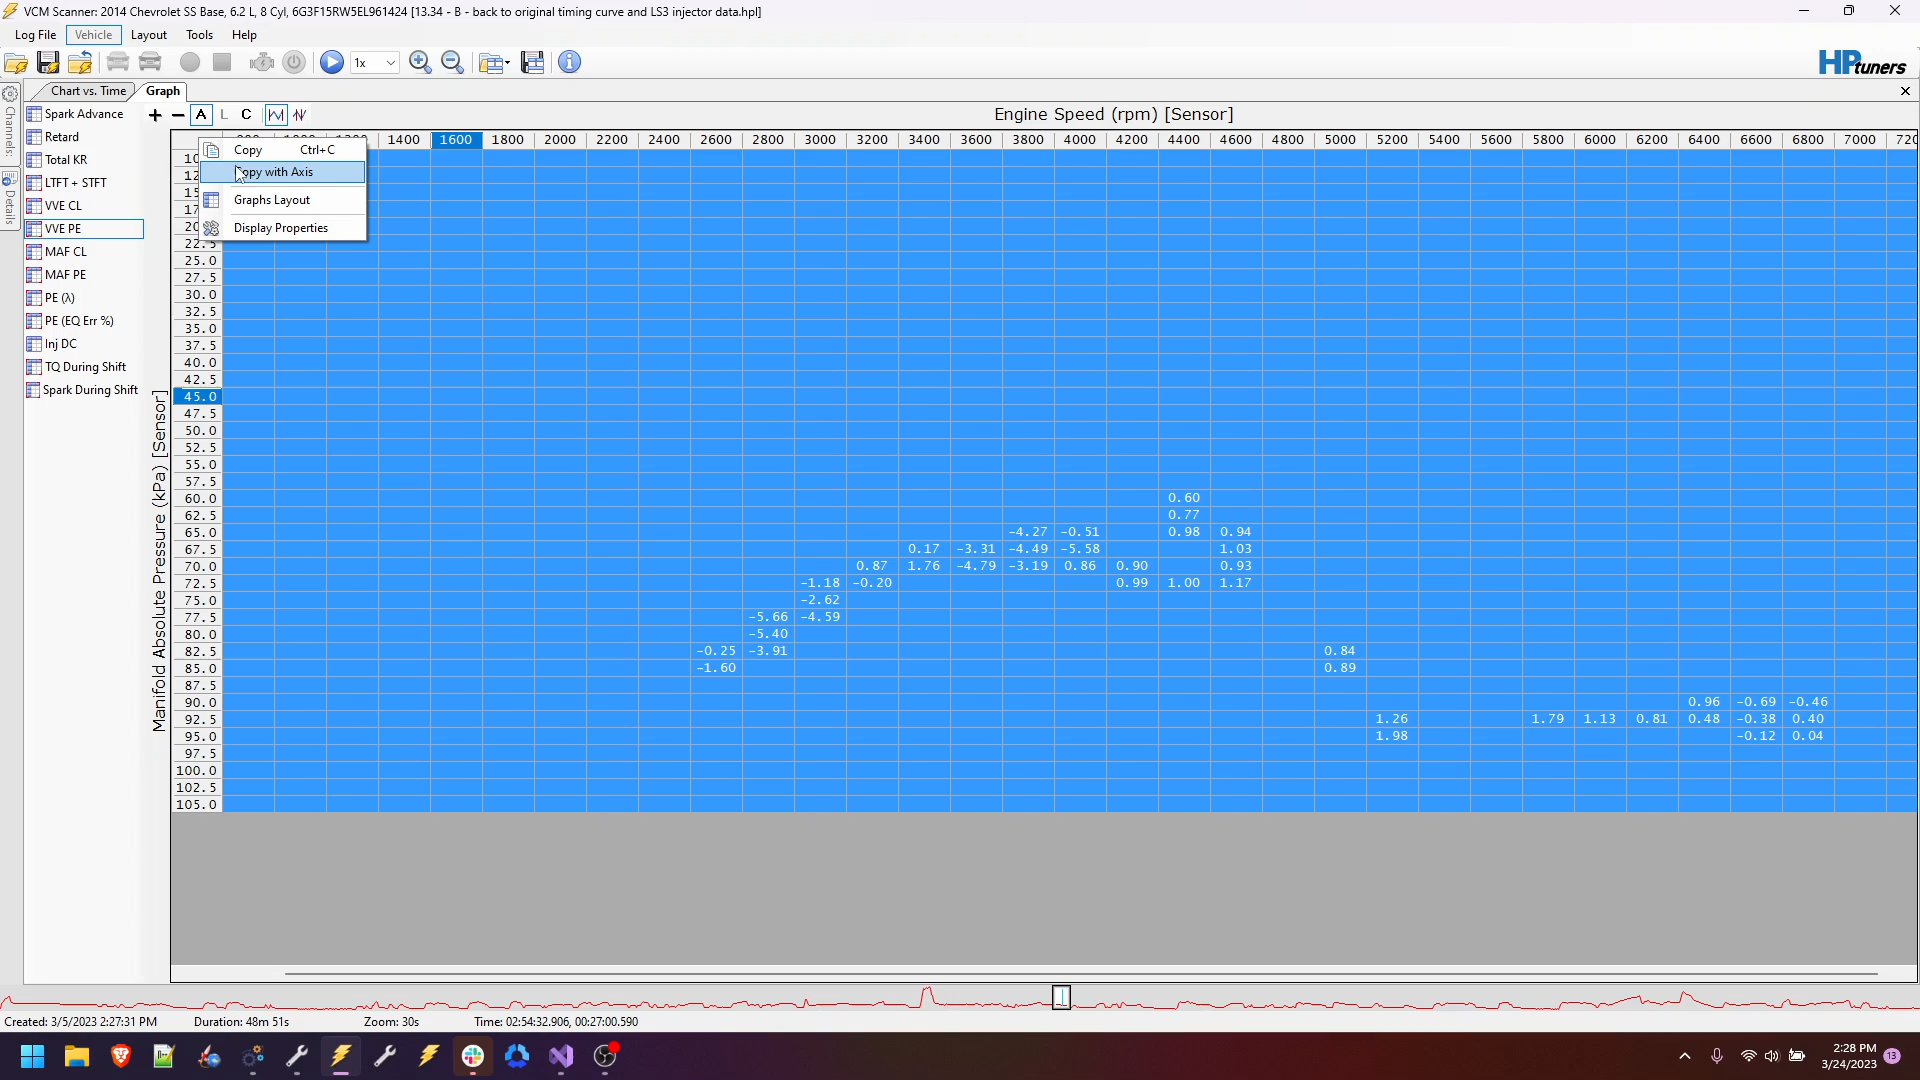 VCM Scanner: 2014 Chevrolet SS Base, 6.2 L, 8 Cyl, 6G3F15RW5EL961424 [13.34 - B - back to original timing curve and LS3 injector data.hpl]
Log File Vehicle Layout Tools Help
1x
HPtuners
Chart vs. Time Graph
Channels:
Details
Spark Advance
Retard
Total KR
LTFT + STFT
VVE CL
VVE PE
MAF CL
MAF PE
PE (λ)
PE (EQ Err %)
Inj DC
TQ During Shift
Spark During Shift
A L C
Engine Speed (rpm) [Sensor]
1400 1600 1800 2000 2200 2400 2600 2800 3000 3200 3400 3600 3800 4000 4200 4400 4600 4800 5000 5200 5400 5600 5800 6000 6200 6400 6600 6800 7000 720
Copy Ctrl+C
Copy with Axis
Graphs Layout
Display Properties
Manifold Absolute Pressure (kPa) [Sensor]
22.5
25.0
27.5
30.0
32.5
35.0
37.5
40.0
42.5
45.0
47.5
50.0
52.5
55.0
57.5
60.0 0.60
62.5 0.77
65.0 -4.27 -0.51 0.98 0.94
67.5 0.17 -3.31 -4.49 -5.58 1.03
70.0 0.87 1.76 -4.79 -3.19 0.86 0.90 0.93
72.5 -1.18 -0.20 0.99 1.00 1.17
75.0 -2.62
77.5 -5.66 -4.59
80.0 -5.40
82.5 -0.25 -3.91 0.84
85.0 -1.60 0.89
87.5
90.0 0.96 -0.69 -0.46
92.5 1.26 1.79 1.13 0.81 0.48 -0.38 0.40
95.0 1.98 -0.12 0.04
97.5
100.0
102.5
105.0
Created: 3/5/2023 2:27:31 PM Duration: 48m 51s Zoom: 30s Time: 02:54:32.906, 00:27:00.590
2:28 PM
3/24/2023
13